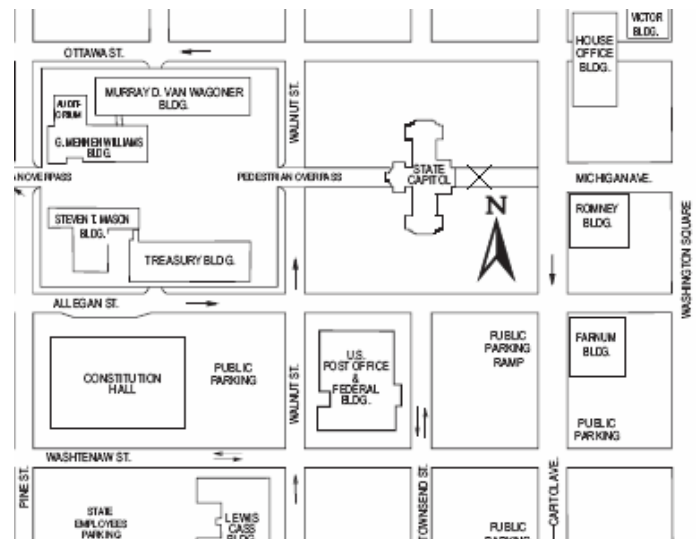 VICTOR
BLDG.
HOUSE
OFFICE
BLDG.
OTTAWA ST.
MURRAY D. VAN WAGONER
BLDG.
AUDIT-
ORIUM
G. MENNEN WILLIAMS
BLDG.
WALNUT ST.
OVERPASS
PEDESTRIAN OVERPASS
STATE
CAPITOL
MICHIGAN AVE.
N
ROMNEY
BLDG.
WASHINGTON SQUARE
STEVEN T. MASON
BLDG.
TREASURY BLDG.
ALLEGAN ST.
CONSTITUTION
HALL
PUBLIC
PARKING
WALNUT ST.
U.S.
POST OFFICE
&
FEDERAL
BLDG.
PUBLIC
PARKING
RAMP
FARNUM
BLDG.
PUBLIC
PARKING
WASHTENAW ST.
PINE ST.
STATE
EMPLOYEES
PARKING
LEWIS
CASS
BLDG.
TOWNSEND ST.
PUBLIC
PARKING
CAPITOL AVE.